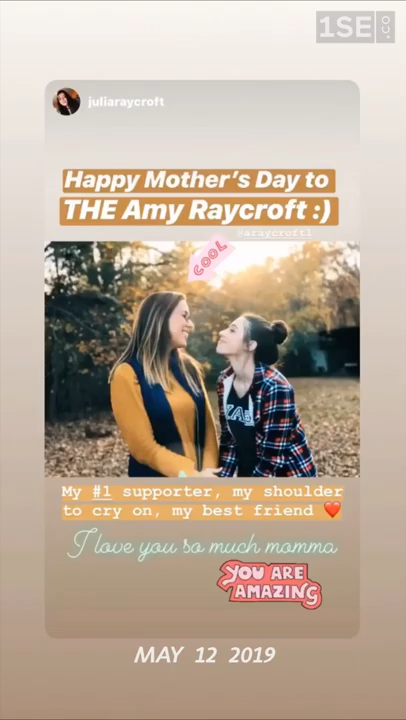 1SE.CO
juliaraycroft
Happy Mother's Day to
THE Amy Raycroft :)
@araycroft1
COOL
My #1 supporter, my shoulder
to cry on, my best friend ❤️
I love you so much momma
YOU ARE
AMAZING
MAY 12 2019